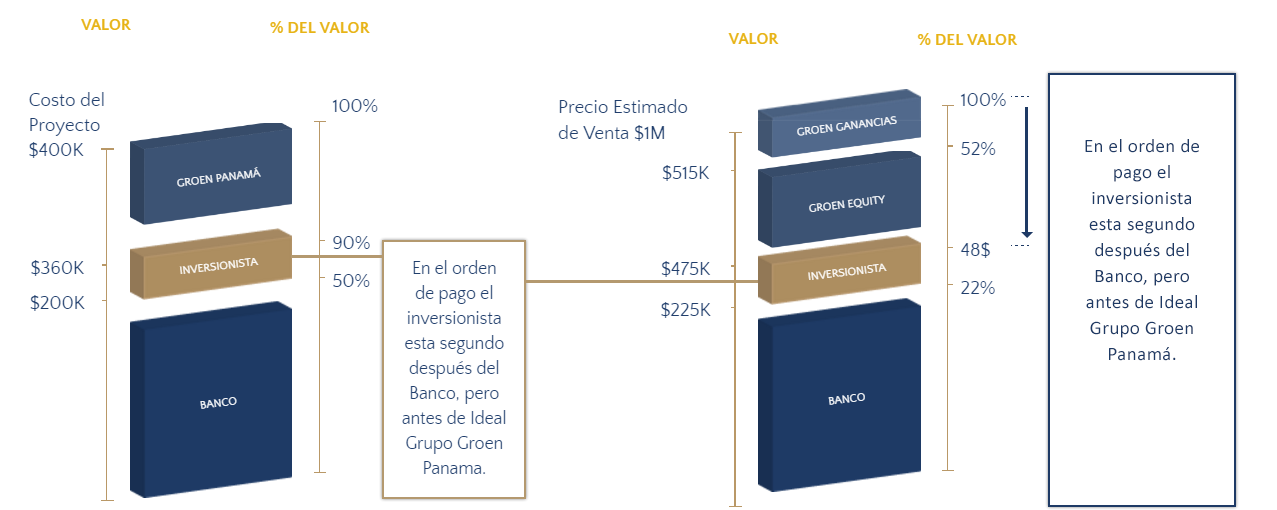 VALOR
% DEL VALOR
Costo del
Proyecto
$400K
100%
GROEN PANAMÁ
90%
$360K
INVERSIONISTA
50%
$200K
BANCO
En el orden
de pago el
inversionista
esta segundo
después del
Banco, pero
antes de Ideal
Grupo Groen
Panama.
VALOR
% DEL VALOR
Precio Estimado
de Venta $1M
100%
GROEN GANANCIAS
52%
$515K
GROEN EQUITY
48$
$475K
INVERSIONISTA
22%
$225K
BANCO
En el orden de
pago el
inversionista
esta segundo
después del
Banco, pero
antes de Ideal
Grupo Groen
Panamá.